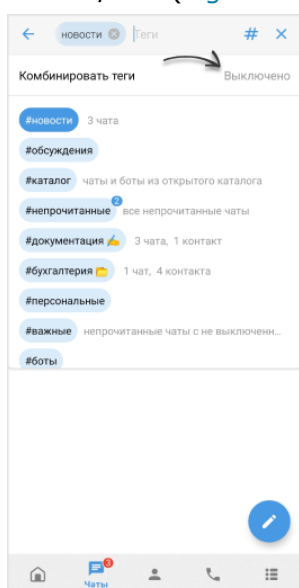 новости Теги #
Комбинировать теги Выключено
#новости 3 чата
#обсуждения
#каталог чаты и боты из открытого каталога
#непрочитанные 2 все непрочитанные чаты
#документация ✍️ 3 чата, 1 контакт
#бухгалтерия 📁 1 чат, 4 контакта
#персональные
#важные непрочитанные чаты с не выключенн...
#боты
3
Чаты